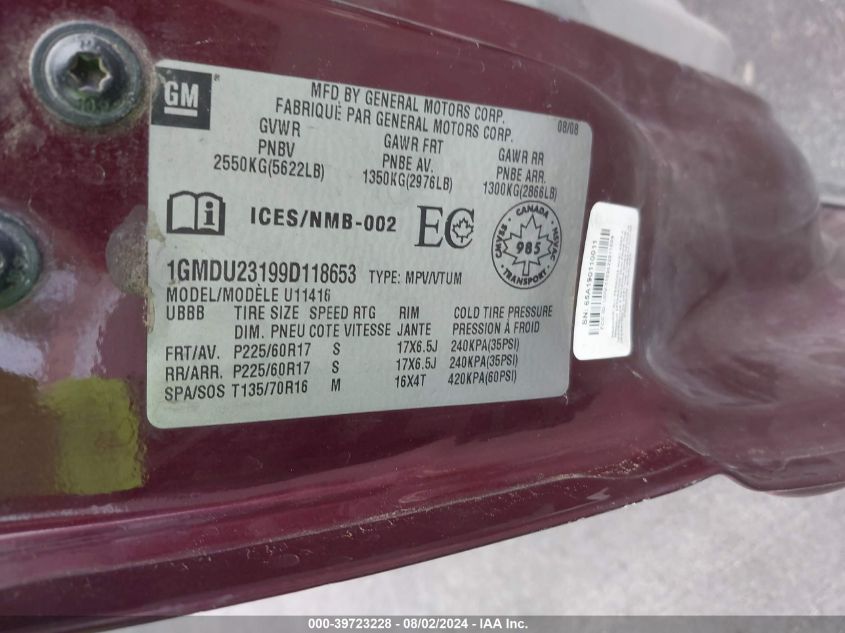 GM
MFD BY GENERAL MOTORS CORP.
FABRIQUÉ PAR GENERAL MOTORS CORP.
08/08
GVWR GAWR FRT GAWR RR
PNBV PNBE AV. PNBE ARR.
2550KG(5622LB) 1350KG(2976LB) 1300KG(2866LB)
i ICES/NMB-002 EC
CANADA
985
TRANSPORT
1GMDU23199D118653 TYPE: MPV/VTUM
MODEL/MODÈLE U11416
UBBB TIRE SIZE SPEED RTG RIM COLD TIRE PRESSURE
DIM. PNEU COTE VITESSE JANTE PRESSION À FROID
FRT/AV. P225/60R17 S 17X6.5J 240KPA(35PSI)
RR/ARR. P225/60R17 S 17X6.5J 240KPA(35PSI)
SPA/SOS T135/70R16 M 16X4T 420KPA(60PSI)
SN: 6SA190110011
000-39723228 - 08/02/2024 - IAA Inc.